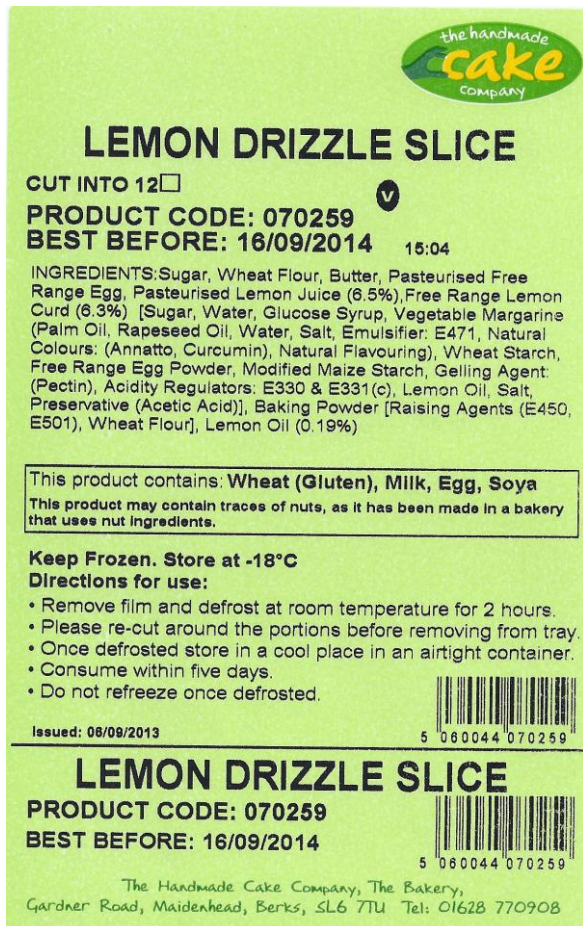 the handmade
cake
company
LEMON DRIZZLE SLICE
CUT INTO 12□
V
PRODUCT CODE: 070259
BEST BEFORE: 16/09/2014 15:04
INGREDIENTS:Sugar, Wheat Flour, Butter, Pasteurised Free
Range Egg, Pasteurised Lemon Juice (6.5%),Free Range Lemon
Curd (6.3%) [Sugar, Water, Glucose Syrup, Vegetable Margarine
(Palm Oil, Rapeseed Oil, Water, Salt, Emulsifier: E471, Natural
Colours: (Annatto, Curcumin), Natural Flavouring), Wheat Starch,
Free Range Egg Powder, Modified Maize Starch, Gelling Agent:
(Pectin), Acidity Regulators: E330 & E331(c), Lemon Oil, Salt,
Preservative (Acetic Acid)], Baking Powder [Raising Agents (E450,
E501), Wheat Flour], Lemon Oil (0.19%)
This product contains: Wheat (Gluten), Milk, Egg, Soya
This product may contain traces of nuts, as it has been made in a bakery
that uses nut ingredients.
Keep Frozen. Store at -18°C
Directions for use:
• Remove film and defrost at room temperature for 2 hours.
• Please re-cut around the portions before removing from tray.
• Once defrosted store in a cool place in an airtight container.
• Consume within five days.
• Do not refreeze once defrosted.
Issued: 06/09/2013
5 060044 070259
LEMON DRIZZLE SLICE
PRODUCT CODE: 070259
BEST BEFORE: 16/09/2014
5 060044 070259
The Handmade Cake Company, The Bakery,
Gardner Road, Maidenhead, Berks, SL6 7TU Tel: 01628 770908